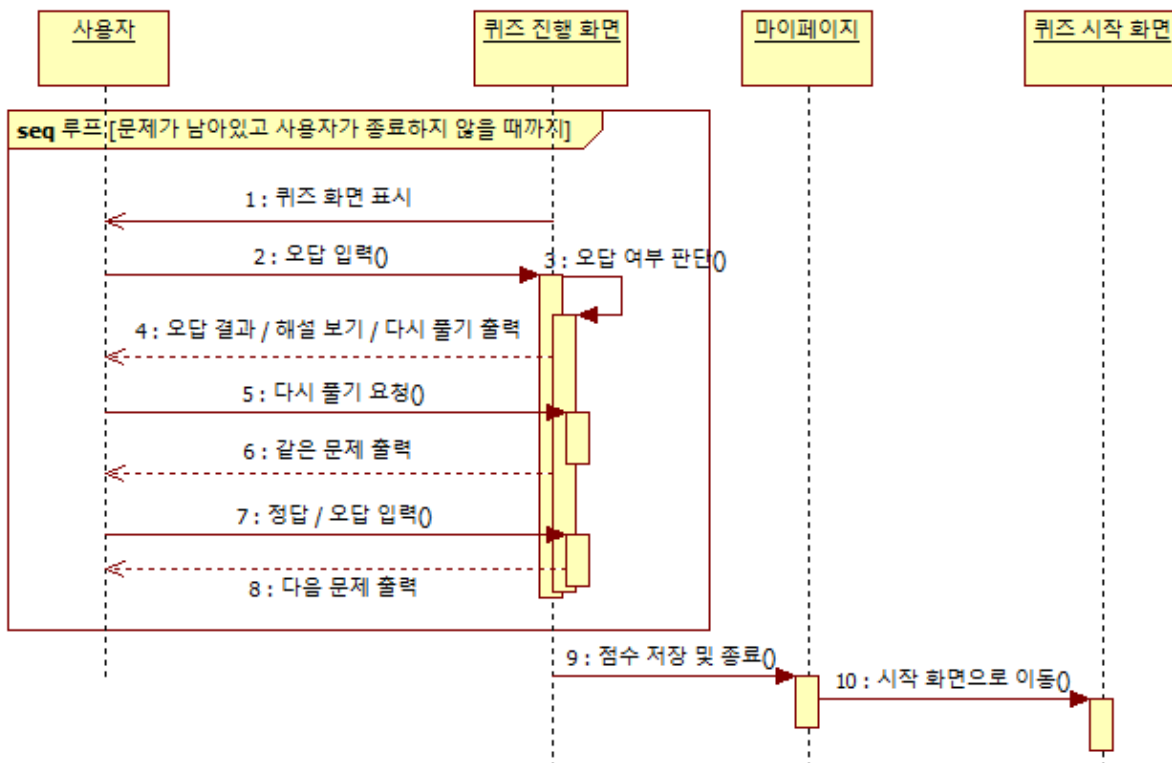 사용자
퀴즈 진행 화면
마이페이지
퀴즈 시작 화면
seq 루프 [문제가 남아있고 사용자가 종료하지 않을 때까지]
1 : 퀴즈 화면 표시
2 : 오답 입력()
3 : 오답 여부 판단()
4 : 오답 결과 / 해설 보기 / 다시 풀기 출력
5 : 다시 풀기 요청()
6 : 같은 문제 출력
7 : 정답 / 오답 입력()
8 : 다음 문제 출력
9 : 점수 저장 및 종료()
10 : 시작 화면으로 이동()